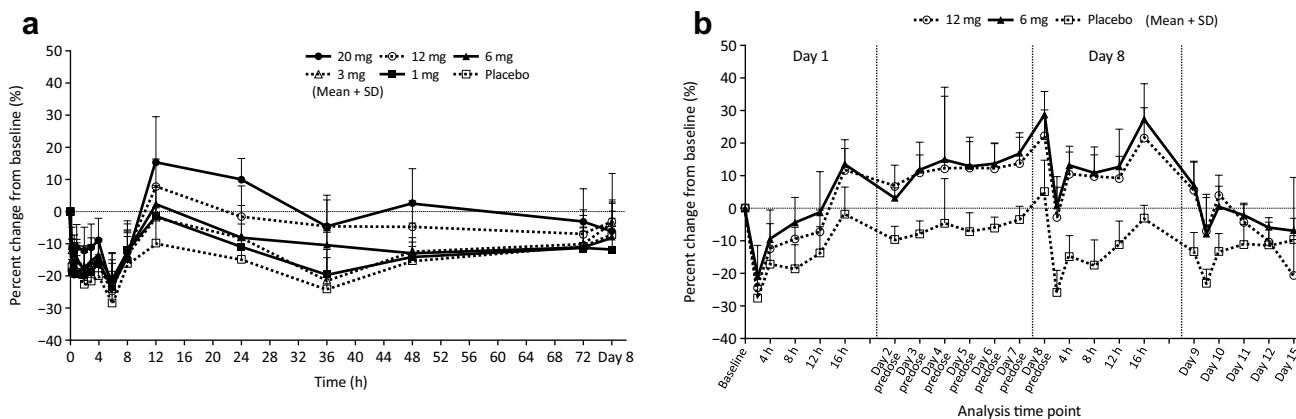 a
20 mg 12 mg 6 mg
3 mg 1 mg Placebo
(Mean + SD)
Percent change from baseline (%)
50
40
30
20
10
0
−10
−20
−30
−40
0 4 8 12 16 20 24 28 32 36 40 44 48 52 56 60 64 68 72 Day 8
Time (h)
b
12 mg 6 mg Placebo (Mean + SD)
Day 1 Day 8
Percent change from baseline (%)
50
40
30
20
10
0
−10
−20
−30
−40
Baseline
4 h
8 h
12 h
16 h
Day 2
predose
Day 3
predose
Day 4
predose
Day 5
predose
Day 6
predose
Day 7
predose
Day 8
predose
4 h
8 h
12 h
16 h
Day 9
Day 10
Day 11
Day 12
Day 15
Analysis time point